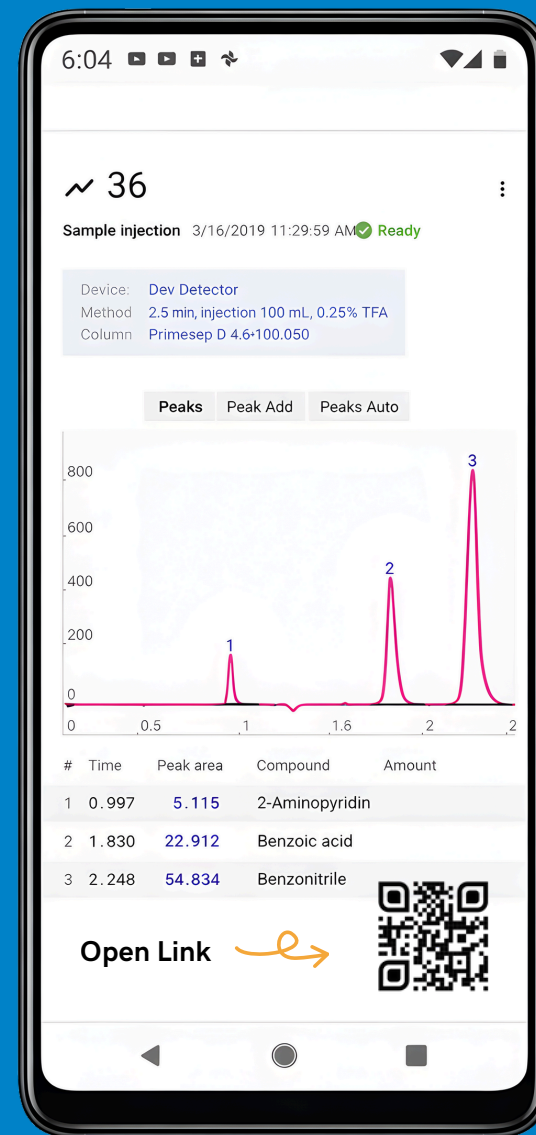 6:04
36
Sample injection 3/16/2019 11:29:59 AM Ready
Device: Dev Detector
Method 2.5 min, injection 100 mL, 0.25% TFA
Column Primesep D 4.6*100.050
Peaks Peak Add Peaks Auto
800
600
400
200
0
1
2
3
0 0.5 1 1.6 2 2
# Time Peak area Compound Amount
1 0.997 5.115 2-Aminopyridin
2 1.830 22.912 Benzoic acid
3 2.248 54.834 Benzonitrile
Open Link